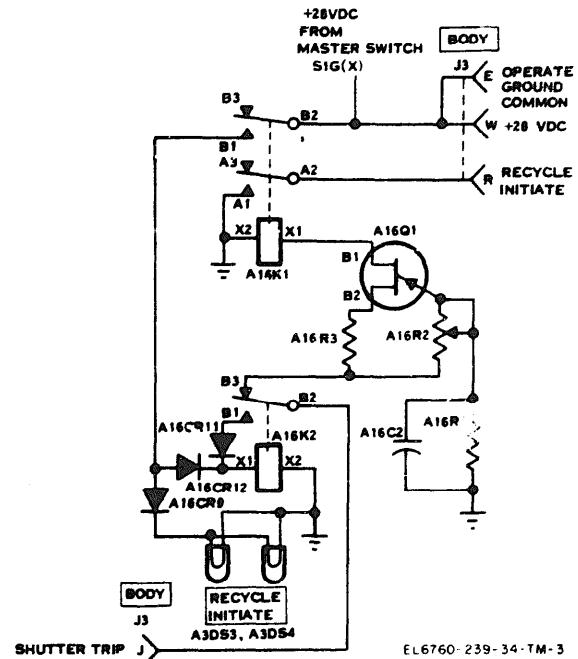 +28VDC
FROM
MASTER SWITCH
S1G(X)
BODY
J3
E OPERATE
GROUND
COMMON
W +28 VDC
R RECYCLE
INITIATE
B3
B2
B1
A3
A2
A1
X2
X1
A16K1
A16Q1
B1
B2
A16R3
A16R2
B3
B2
B1
A16CR11
A16K2
A16C2
A16R
X1
X2
A16CR12
A16CR9
RECYCLE
INITIATE
A3DS3, A3DS4
BODY
J3
SHUTTER TRIP J
EL6760-239-34-TM-3